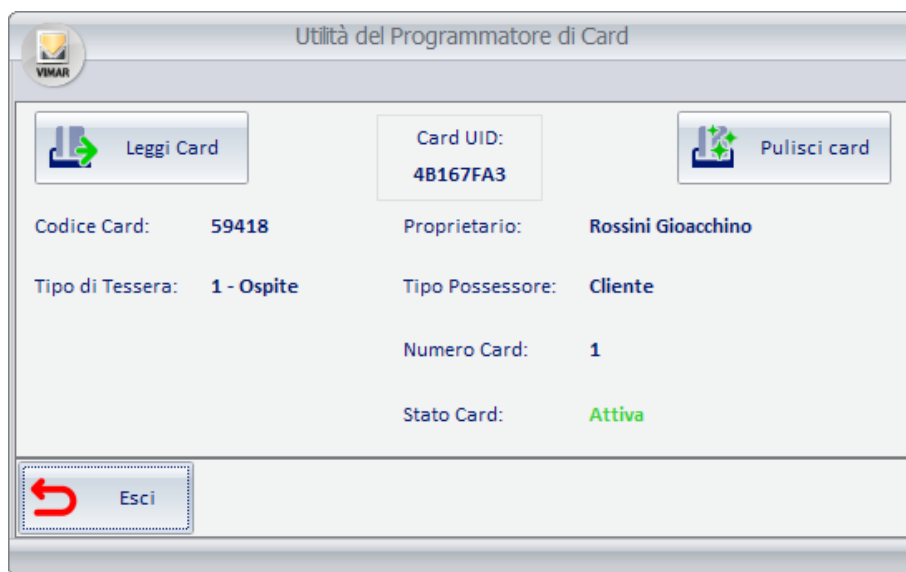 Utilità del Programmatore di Card
VIMAR
Leggi Card
Card UID:
4B167FA3
Pulisci card
Codice Card: 59418 Proprietario: Rossini Gioacchino
Tipo di Tessera: 1 - Ospite Tipo Possessore: Cliente
Numero Card: 1
Stato Card: Attiva
Esci